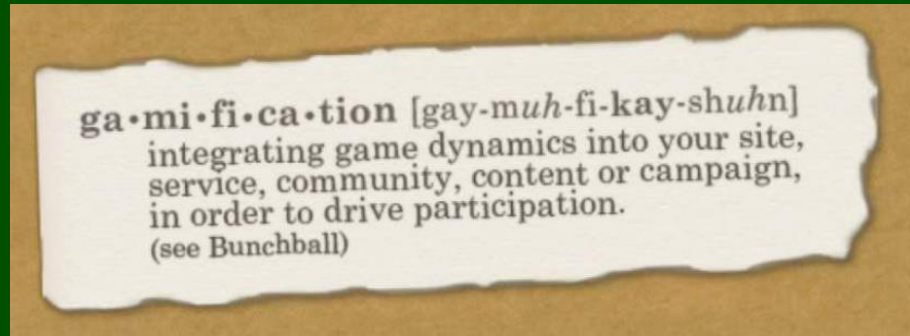 ga•mi•fi•ca•tion [gay-muh-fi-kay-shuhn]
integrating game dynamics into your site,
service, community, content or campaign,
in order to drive participation.
(see Bunchball)